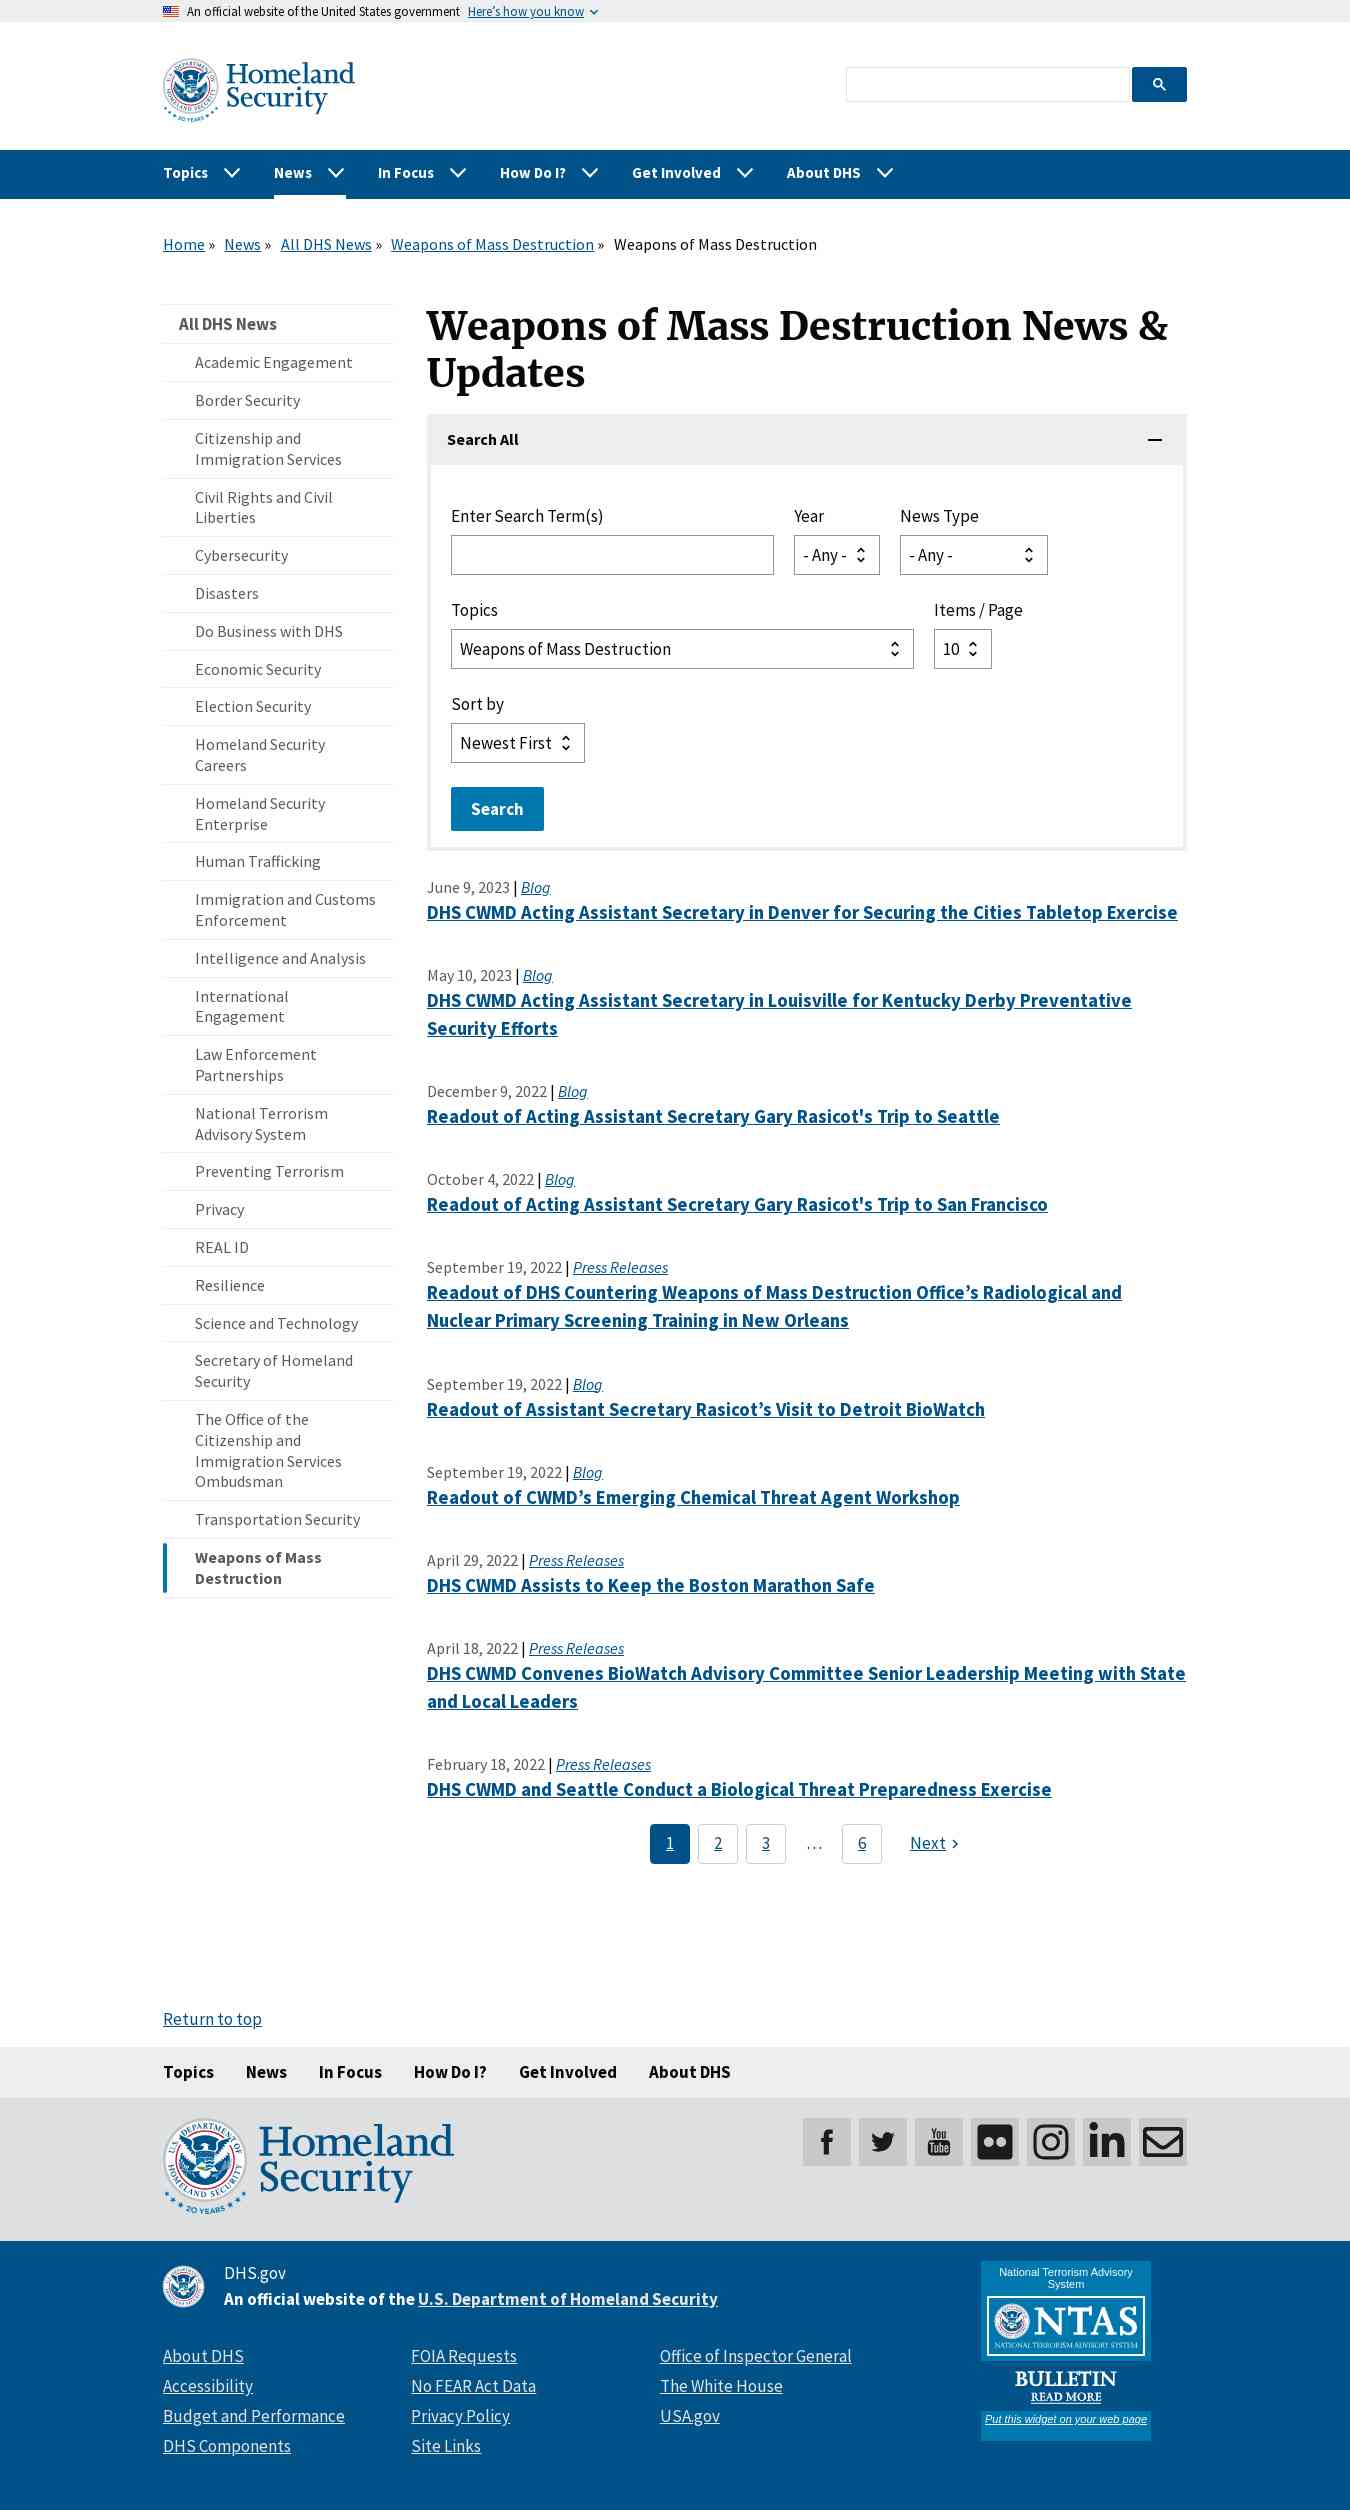 An official website of the United States government Here's how you know
Homeland
Security
U.S. DEPARTMENT OF
HOMELAND SECURITY
20 YEARS
Topics News In Focus How Do I? Get Involved About DHS
Home » News » All DHS News » Weapons of Mass Destruction » Weapons of Mass Destruction
All DHS News
Academic Engagement
Border Security
Citizenship and
Immigration Services
Civil Rights and Civil
Liberties
Cybersecurity
Disasters
Do Business with DHS
Economic Security
Election Security
Homeland Security
Careers
Homeland Security
Enterprise
Human Trafficking
Immigration and Customs
Enforcement
Intelligence and Analysis
International
Engagement
Law Enforcement
Partnerships
National Terrorism
Advisory System
Preventing Terrorism
Privacy
REAL ID
Resilience
Science and Technology
Secretary of Homeland
Security
The Office of the
Citizenship and
Immigration Services
Ombudsman
Transportation Security
Weapons of Mass
Destruction
Weapons of Mass Destruction News &
Updates
Search All
Enter Search Term(s) Year News Type
- Any - - Any -
Topics Items / Page
Weapons of Mass Destruction 10
Sort by
Newest First
Search
June 9, 2023 | Blog
DHS CWMD Acting Assistant Secretary in Denver for Securing the Cities Tabletop Exercise
May 10, 2023 | Blog
DHS CWMD Acting Assistant Secretary in Louisville for Kentucky Derby Preventative
Security Efforts
December 9, 2022 | Blog
Readout of Acting Assistant Secretary Gary Rasicot's Trip to Seattle
October 4, 2022 | Blog
Readout of Acting Assistant Secretary Gary Rasicot's Trip to San Francisco
September 19, 2022 | Press Releases
Readout of DHS Countering Weapons of Mass Destruction Office’s Radiological and
Nuclear Primary Screening Training in New Orleans
September 19, 2022 | Blog
Readout of Assistant Secretary Rasicot’s Visit to Detroit BioWatch
September 19, 2022 | Blog
Readout of CWMD’s Emerging Chemical Threat Agent Workshop
April 29, 2022 | Press Releases
DHS CWMD Assists to Keep the Boston Marathon Safe
April 18, 2022 | Press Releases
DHS CWMD Convenes BioWatch Advisory Committee Senior Leadership Meeting with State
and Local Leaders
February 18, 2022 | Press Releases
DHS CWMD and Seattle Conduct a Biological Threat Preparedness Exercise
1 2 3 … 6 Next
Return to top
Topics News In Focus How Do I? Get Involved About DHS
U.S. DEPARTMENT OF
HOMELAND SECURITY
20 YEARS
Homeland
Security
You
Tube
in
DHS.gov
An official website of the U.S. Department of Homeland Security
About DHS
Accessibility
Budget and Performance
DHS Components
FOIA Requests
No FEAR Act Data
Privacy Policy
Site Links
Office of Inspector General
The White House
USA.gov
National Terrorism Advisory
System
NTAS
NATIONAL TERRORISM ADVISORY SYSTEM
BULLETIN
READ MORE
Put this widget on your web page